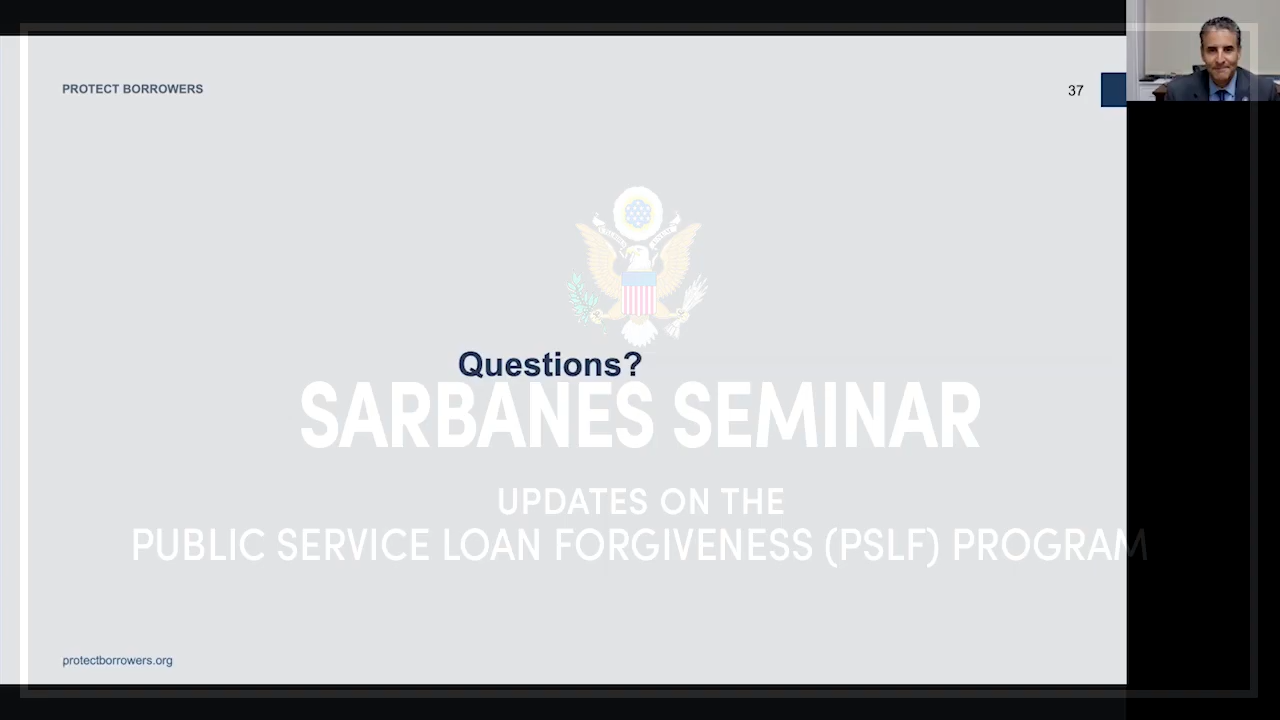 PROTECT BORROWERS
37
Questions?
SARBANES SEMINAR
UPDATES ON THE
PUBLIC SERVICE LOAN FORGIVENESS (PSLF) PROGRAM
protectborrowers.org